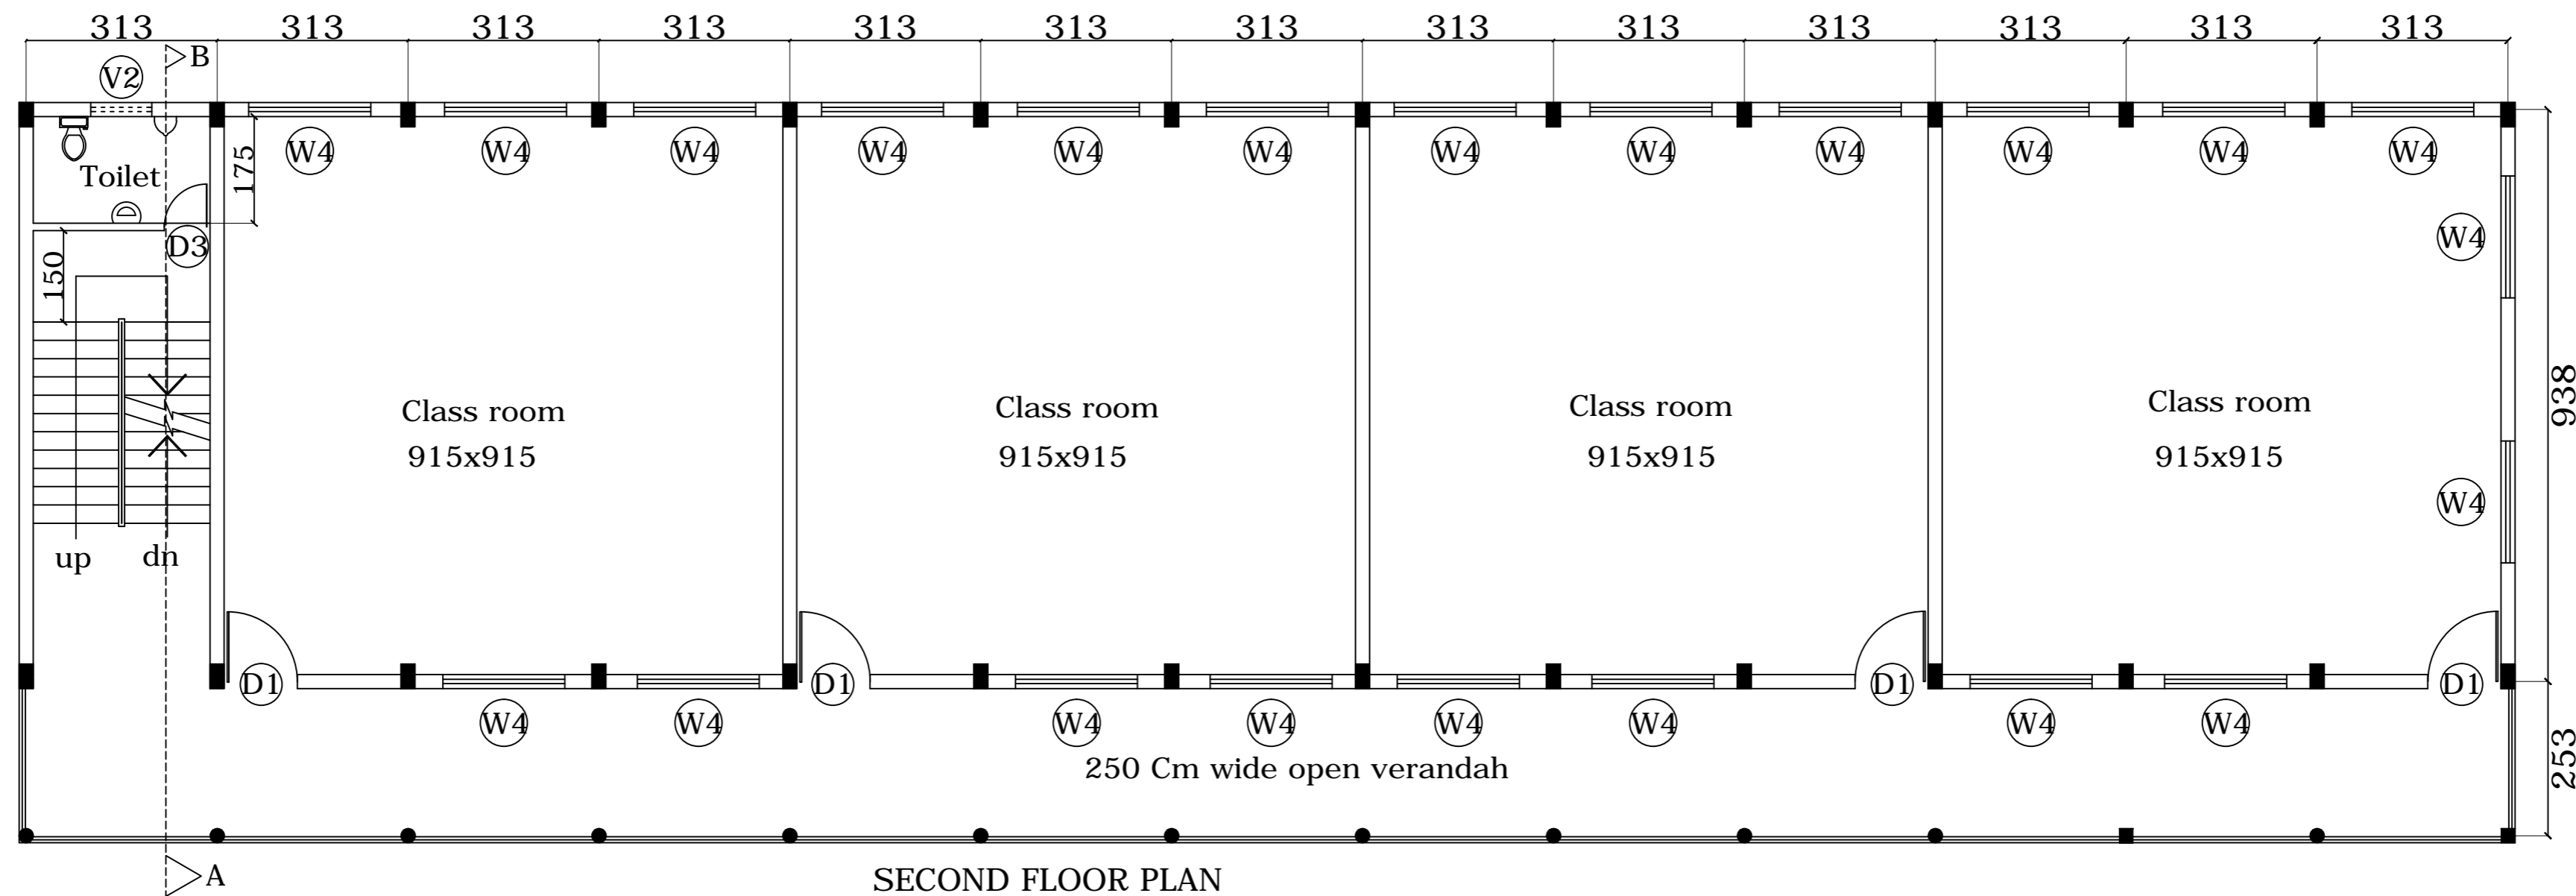 313 313 313 313 313 313 313 313 313 313 313 313 313
B
V2
W4 W4 W4 W4 W4 W4 W4 W4 W4 W4 W4 W4
175
Toilet
D3
W4
150
938
Class room Class room Class room Class room
915x915 915x915 915x915 915x915
W4
up dn
D1 D1 D1 D1
W4 W4 W4 W4 W4 W4 W4 W4
253
250 Cm wide open verandah
A
SECOND FLOOR PLAN